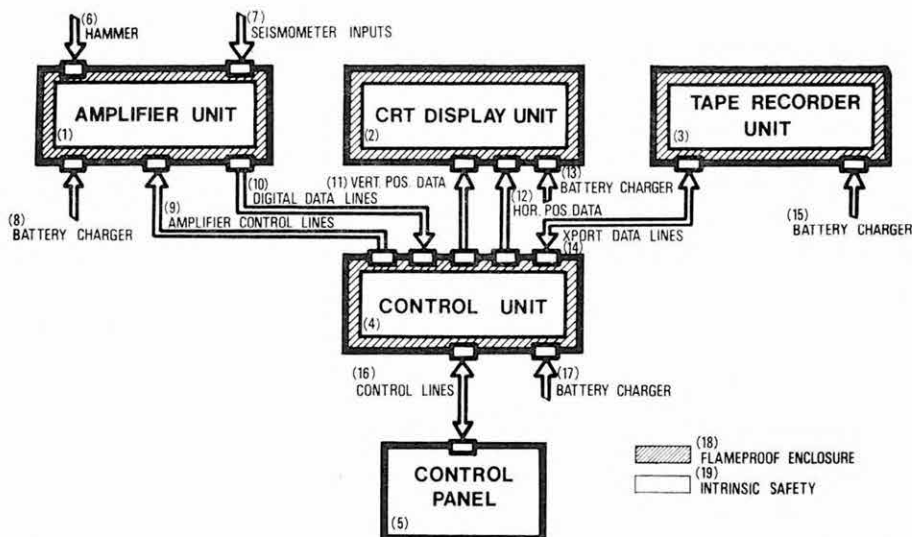 (6)
HAMMER
(7)
SEISMOMETER INPUTS
AMPLIFIER UNIT
(1)
CRT DISPLAY UNIT
(2)
TAPE RECORDER
UNIT
(3)
(8)
BATTERY CHARGER
(9)
AMPLIFIER CONTROL LINES
(10)
DIGITAL DATA LINES
(11) VERT. POS. DATA
(12)
HOR. POS. DATA
(13)
BATTERY CHARGER
XPORT DATA LINES
(14)
(15)
BATTERY CHARGER
CONTROL UNIT
(4)
(16)
CONTROL LINES
(17)
BATTERY CHARGER
CONTROL
PANEL
(5)
(18)
FLAMEPROOF ENCLOSURE
(19)
INTRINSIC SAFETY